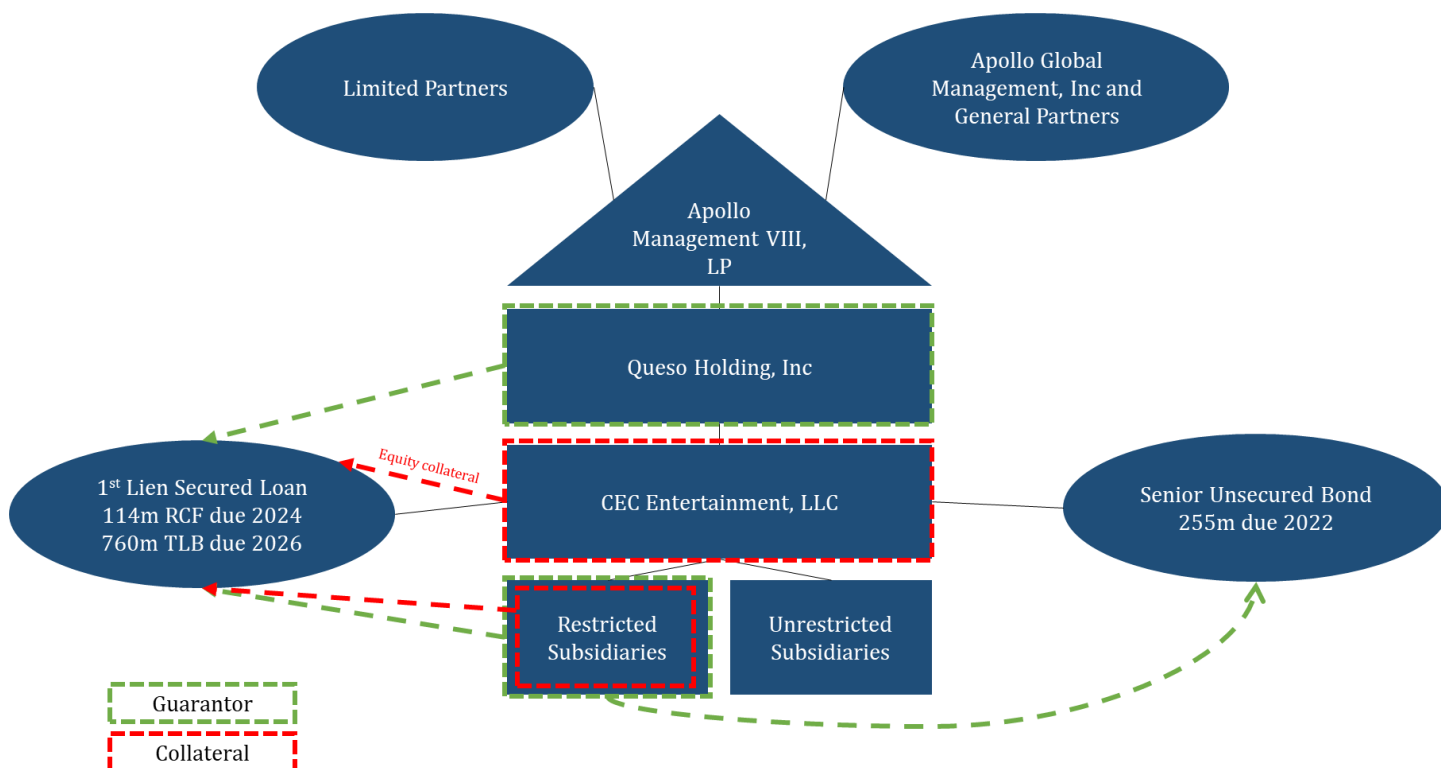 Limited Partners
Apollo Global
Management, Inc and
General Partners
Apollo
Management VIII,
LP
Queso Holding, Inc
Equity collateral
1st Lien Secured Loan
114m RCF due 2024
760m TLB due 2026
CEC Entertainment, LLC
Senior Unsecured Bond
255m due 2022
Restricted
Subsidiaries
Unrestricted
Subsidiaries
Guarantor
Collateral